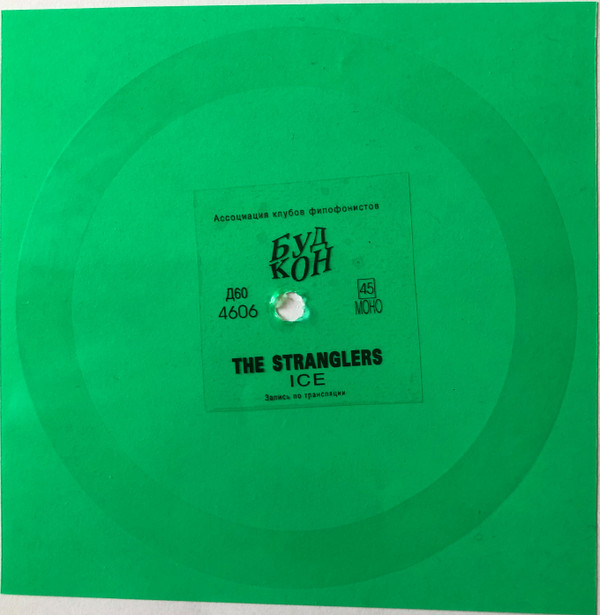 Ассоциация клубов филофонистов
БУД
КОН
Д60
4606
45
МОНО
THE STRANGLERS
ICE
Запись по трансляции